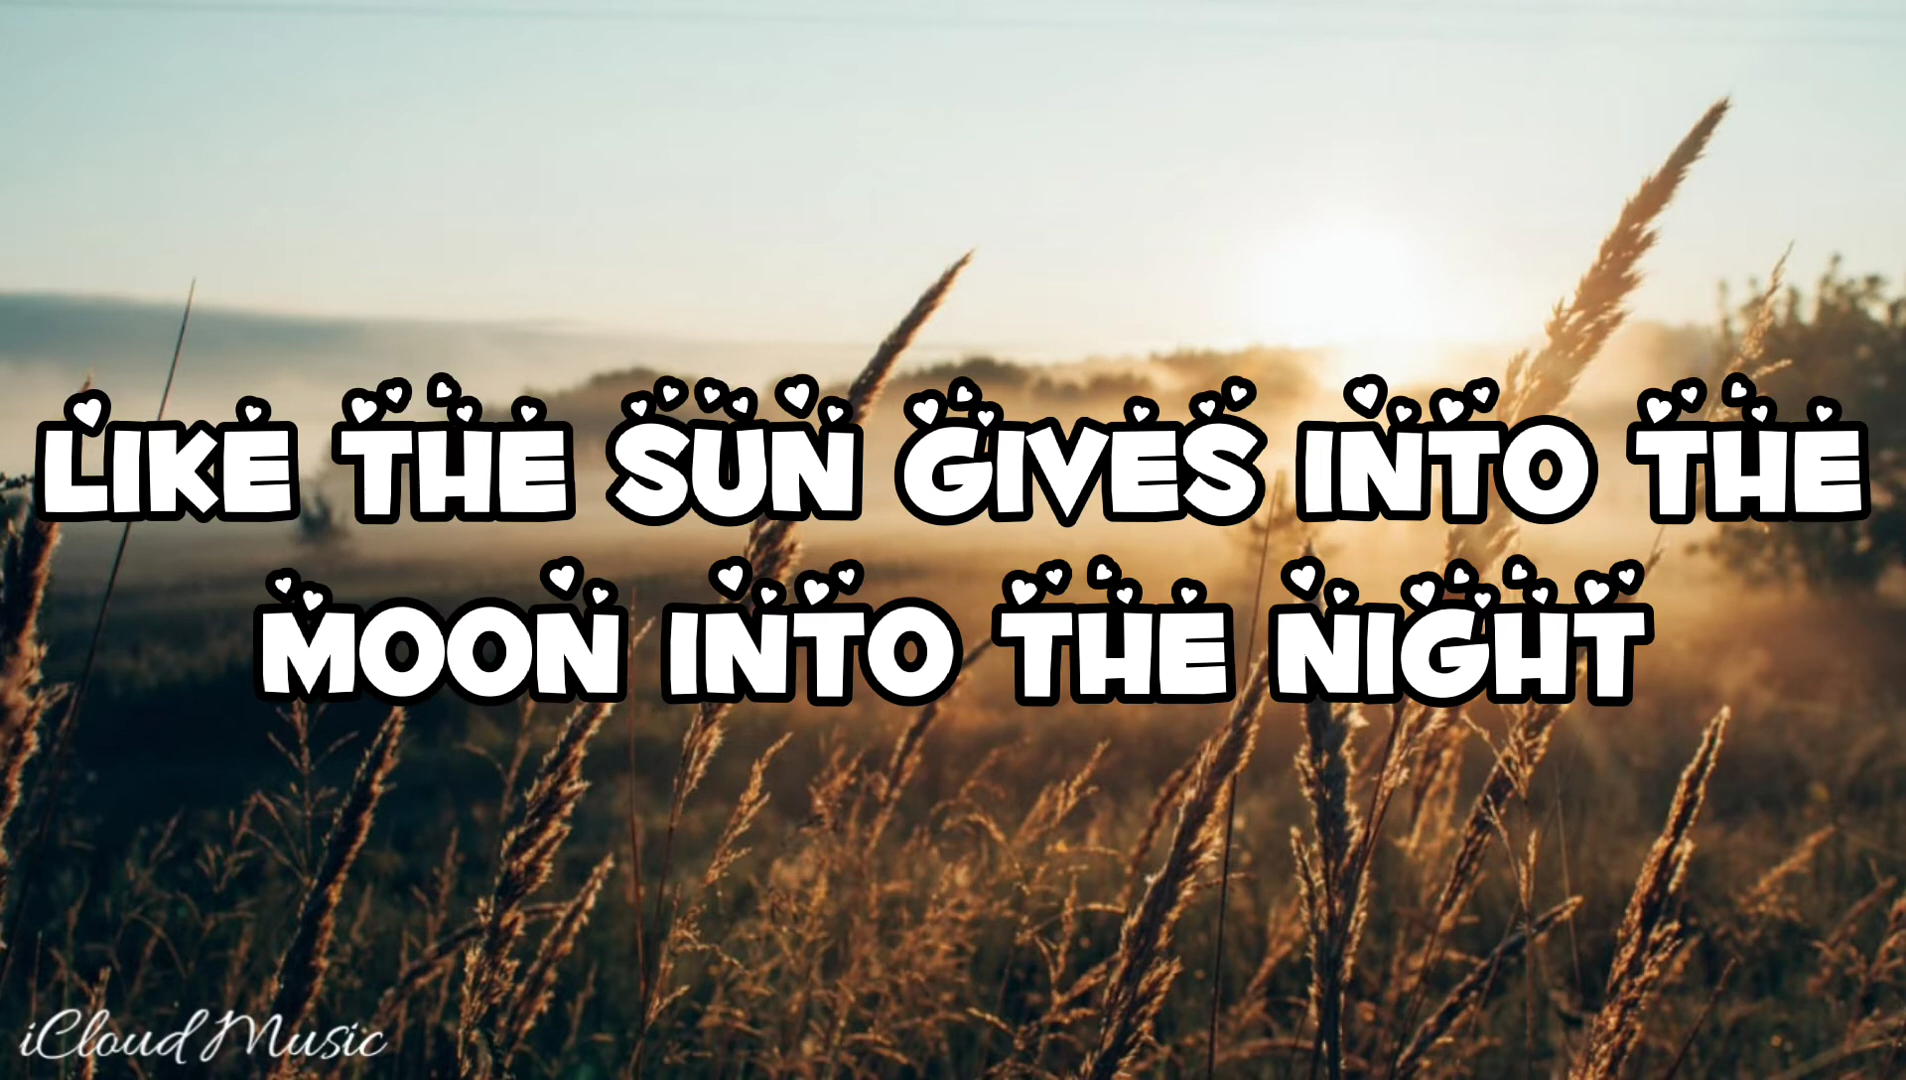 LIKE THE SUN GIVES INTO THE
MOON INTO THE NIGHT
iCloud Music